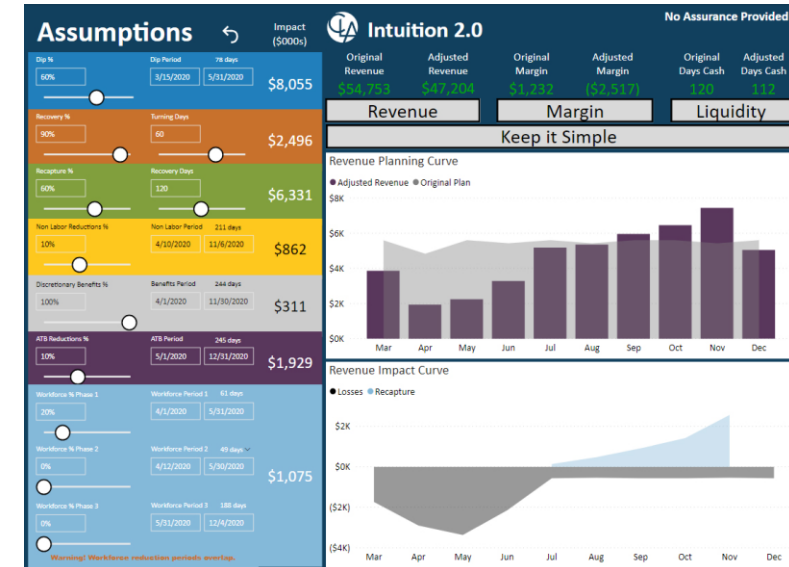 Assumptions
Impact
($000s)
Dip %
Dip Period
78 days
60%
3/15/2020
5/31/2020
$8,055
Recovery %
Turning Days
90%
60
$2,496
Recapture %
Recovery Days
60%
120
$6,331
Non Labor Reductions %
Non Labor Period
211 days
10%
4/10/2020
11/6/2020
$862
Discretionary Benefits %
Benefits Period
244 days
100%
4/1/2020
11/30/2020
$311
ATB Reductions %
ATB Period
245 days
10%
5/1/2020
12/31/2020
$1,929
Workforce % Phase 1
Workforce Period 1
61 days
20%
4/1/2020
5/31/2020
Workforce % Phase 2
Workforce Period 2
49 days
0%
4/12/2020
5/30/2020
$1,075
Workforce % Phase 3
Workforce Period 3
188 days
0%
5/31/2020
12/4/2020
Warning! Workforce reduction periods overlap.
CLA
Intuition 2.0
No Assurance Provided
Original Revenue
Adjusted Revenue
Original Margin
Adjusted Margin
Original Days Cash
Adjusted Days Cash
$54,753
$47,204
$1,232
($2,517)
120
112
Revenue
Margin
Liquidity
Keep it Simple
Revenue Planning Curve
Adjusted Revenue
Original Plan
$8K
$6K
$4K
$2K
$0K
Mar
Apr
May
Jun
Jul
Aug
Sep
Oct
Nov
Dec
Revenue Impact Curve
Losses
Recapture
$2K
$0K
($2K)
($4K)
Mar
Apr
May
Jun
Jul
Aug
Sep
Oct
Nov
Dec